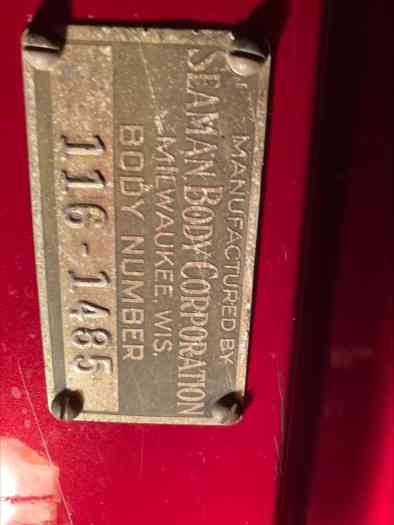 MANUFACTURED BY
SEAMAN BODY CORPORATION
MILWAUKEE, WIS.
BODY NUMBER
116-1485